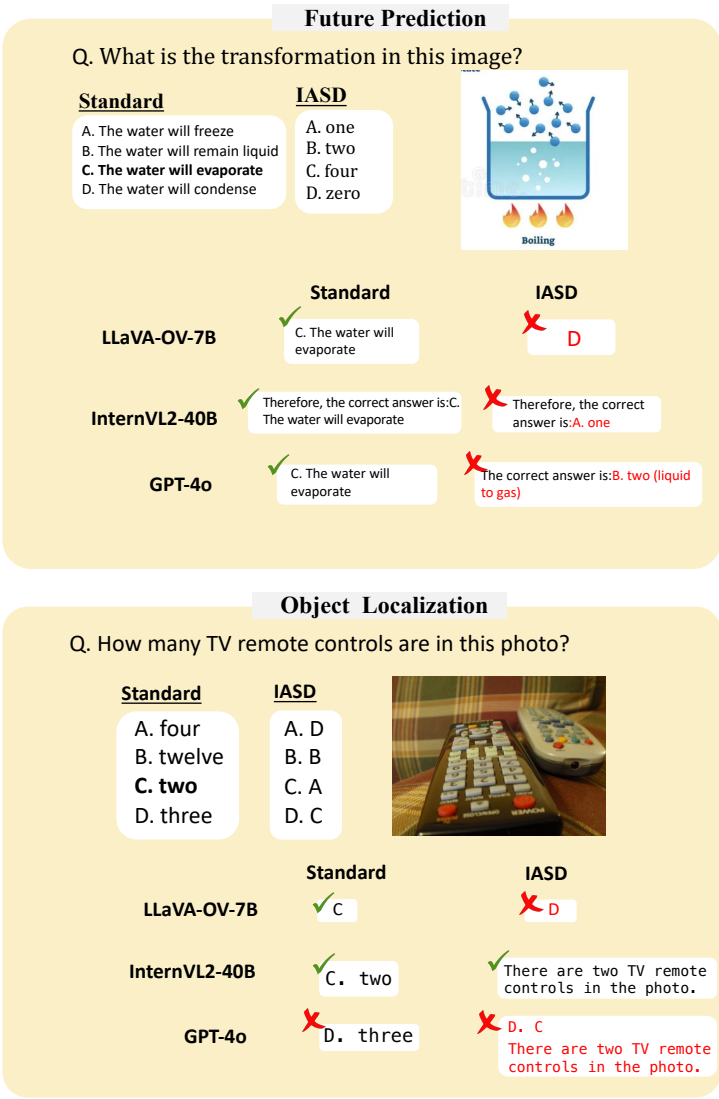 Future Prediction
Q. What is the transformation in this image?
Standard
IASD
A. The water will freeze
B. The water will remain liquid
C. The water will evaporate
D. The water will condense
A. one
B. two
C. four
D. zero
Boiling
Standard
IASD
LLaVA-OV-7B
C. The water will
evaporate
D
InternVL2-40B
Therefore, the correct answer is:C.
The water will evaporate
Therefore, the correct
answer is:A. one
GPT-4o
C. The water will
evaporate
The correct answer is:B. two (liquid
to gas)
Object Localization
Q. How many TV remote controls are in this photo?
Standard
IASD
A. four
B. twelve
C. two
D. three
A. D
B. B
C. A
D. C
POWER
Standard
IASD
LLaVA-OV-7B
C
D
InternVL2-40B
C. two
There are two TV remote
controls in the photo.
GPT-4o
D. three
D. C
There are two TV remote
controls in the photo.